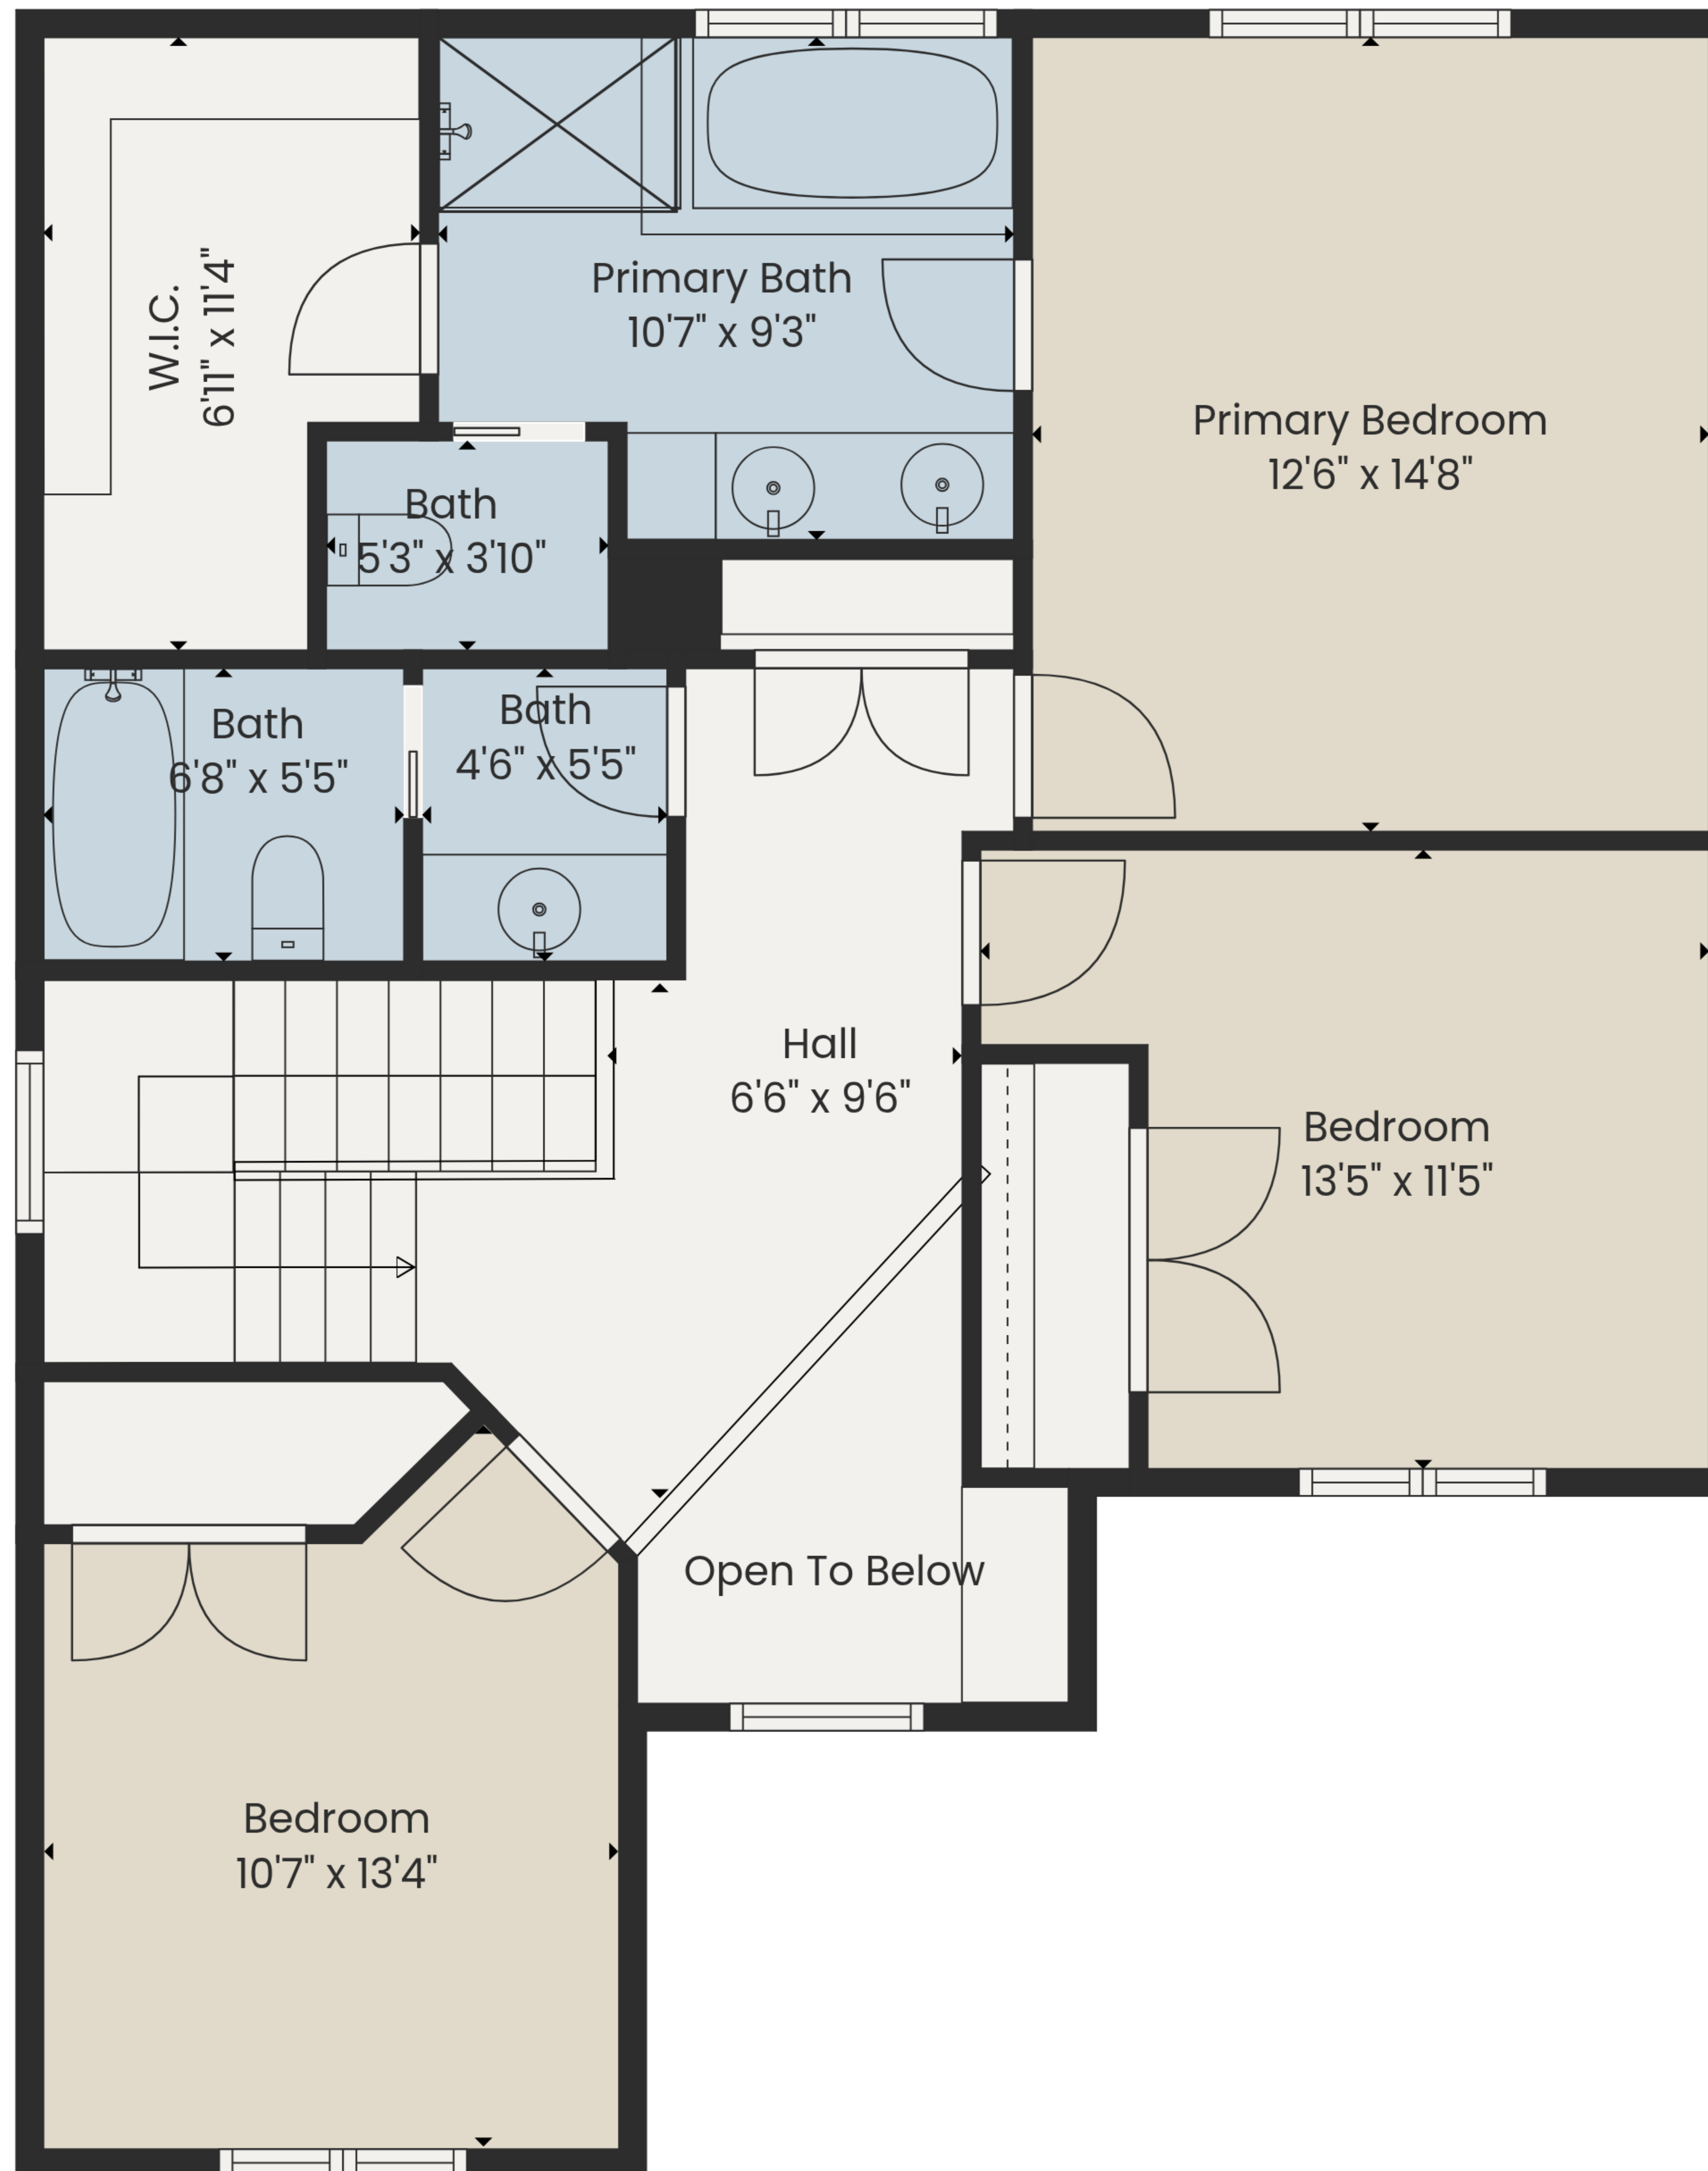 W.I.C.
6'11" x 11'4"
Primary Bath
10'7" x 9'3"
Primary Bedroom
12'6" x 14'8"
Bath
5'3" x 3'10"
Bath
6'8" x 5'5"
Bath
4'6" x 5'5"
Hall
6'6" x 9'6"
Bedroom
13'5" x 11'5"
Open To Below
Bedroom
10'7" x 13'4"